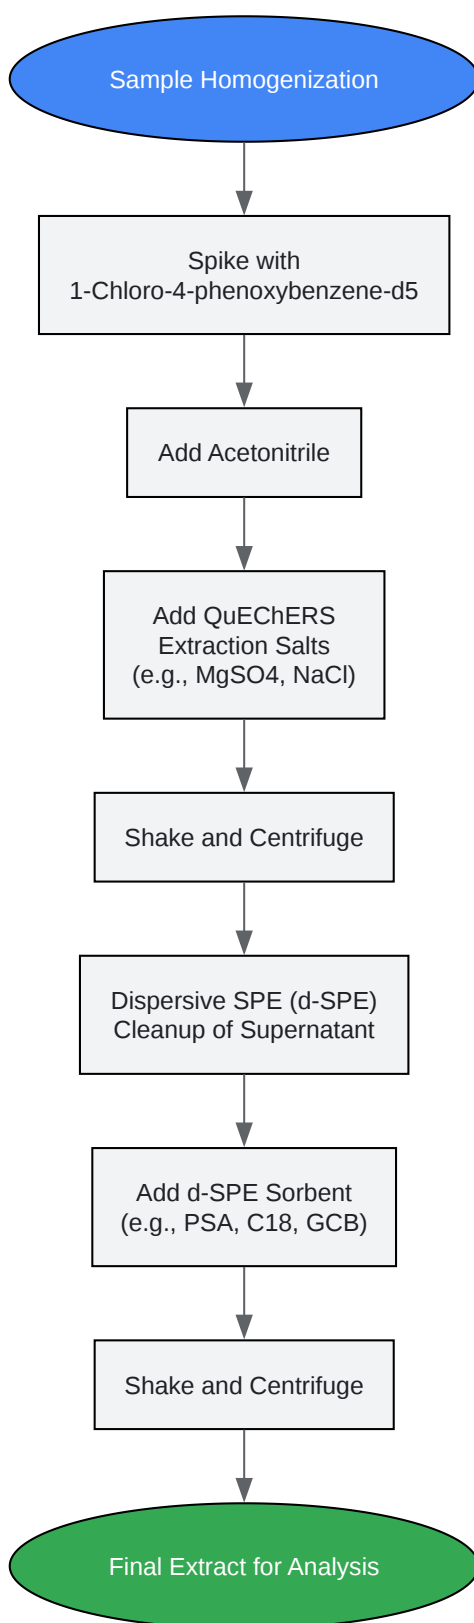 Sample Homogenization
Spike with
1-Chloro-4-phenoxybenzene-d5
Add Acetonitrile
Add QuEChERS
Extraction Salts
(e.g., MgSO4, NaCl)
Shake and Centrifuge
Dispersive SPE (d-SPE)
Cleanup of Supernatant
Add d-SPE Sorbent
(e.g., PSA, C18, GCB)
Shake and Centrifuge
Final Extract for Analysis